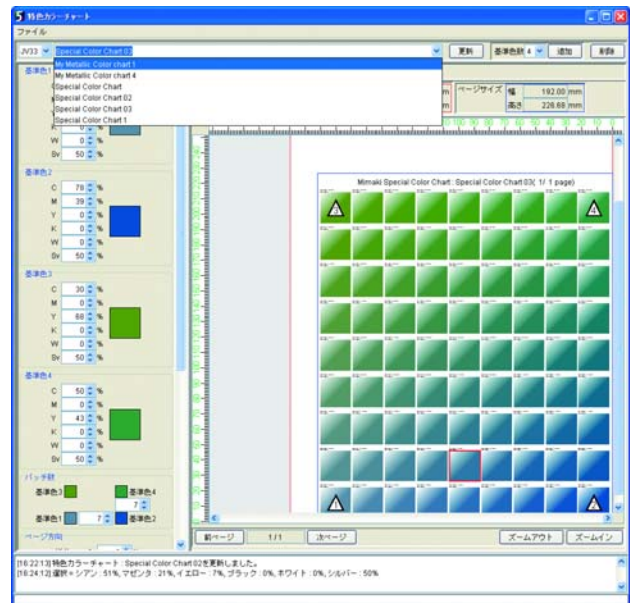 特色カラーチャート
ファイル
JV33 Special Color Chart 03 更新 基準色数 4 追加 削除
My Metallic Color chart 1
My Metallic Color chart 4
Special Color Chart
Special Color Chart 02
Special Color Chart 03
Special Color Chart 1
基準色1
ページサイズ 幅 192.00 mm
高さ 228.68 mm
K 0 %
W 0 %
Sv 50 %
基準色2
C 78 %
M 39 %
Y 0 %
K 0 %
W 0 %
Sv 50 %
基準色3
C 30 %
M 0 %
Y 68 %
K 0 %
W 0 %
Sv 50 %
基準色4
C 50 %
M 0 %
Y 43 %
K 0 %
W 0 %
Sv 50 %
パッチ数
基準色3 基準色4
7
基準色1 7 基準色2
ページ方向
Mimaki Special Color Chart : Special Color Chart 03( 1/ 1 page)
3 4
1 2
前ページ 1/1 次ページ ズームアウト ズームイン
[16:22:13] 特色カラーチャート : Special Color Chart 02を更新しました。
[16:24:12] 選択 = シアン : 51%, マゼンタ : 21%, イエロー : 7%, ブラック : 0%, ホワイト : 0%, シルバー : 50%